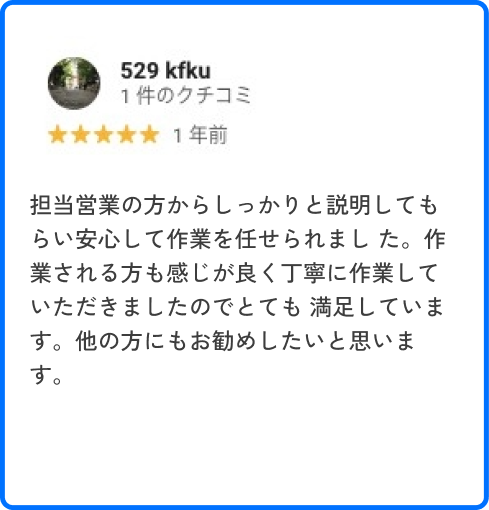 529 kfku
1 件のクチコミ
★★★★★ 1 年前
担当営業の方からしっかりと説明しても
らい安心して作業を任せられまし た。作
業される方も感じが良く丁寧に作業して
いただきましたのでとても 満足していま
す。他の方にもお勧めしたいと思いま
す。